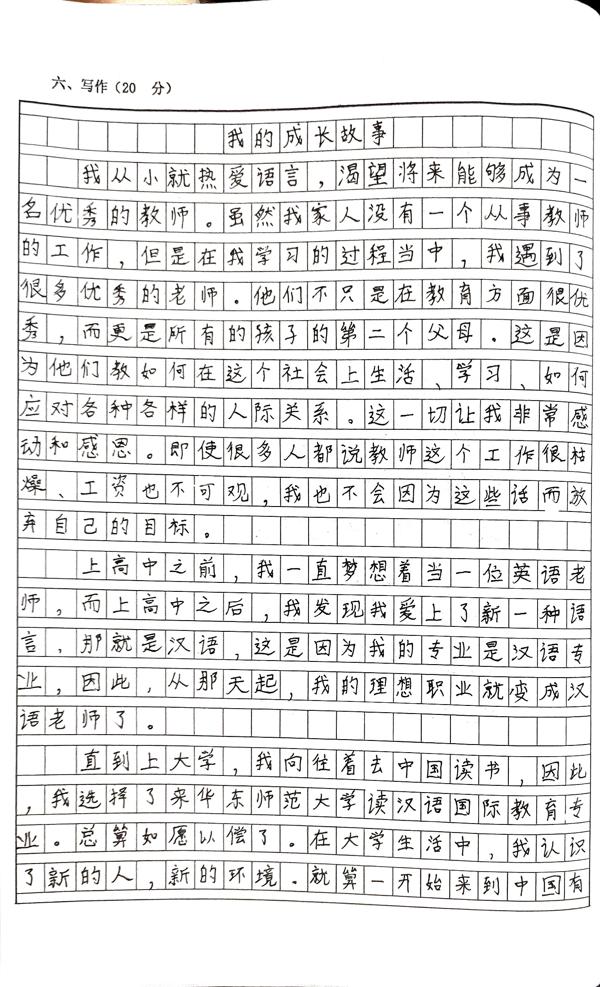 六、写作（20 分）
我的成长故事
我从小就热爱语言，渴望将来能够成为一
名优秀的教师。虽然我家人没有一个从事教师
的工作，但是在我学习的过程当中，我遇到了
很多优秀的老师。他们不只是在教育方面很优
秀，而更是所有的孩子的第二个父母。这是因
为他们教如何在这个社会上生活、学习、如何
应对各种各样的人际关系。这一切让我非常感
动和感恩。即使很多人都说教师这个工作很枯
燥、工资也不可观，我也不会因为这些话而放
弃自己的目标。
上高中之前，我一直梦想着当一位英语老
师，而上高中之后，我发现我爱上了新一种语
言，那就是汉语，这是因为我的专业是汉语专
业，因此，从那天起，我的理想职业就变成汉
语老师了。
直到上大学，我向往着去中国读书，因此
，我选择了来华东师范大学读汉语国际教育专
业。总算如愿以偿了。在大学生活中，我认识
了新的人，新的环境。就算一开始来到中国有